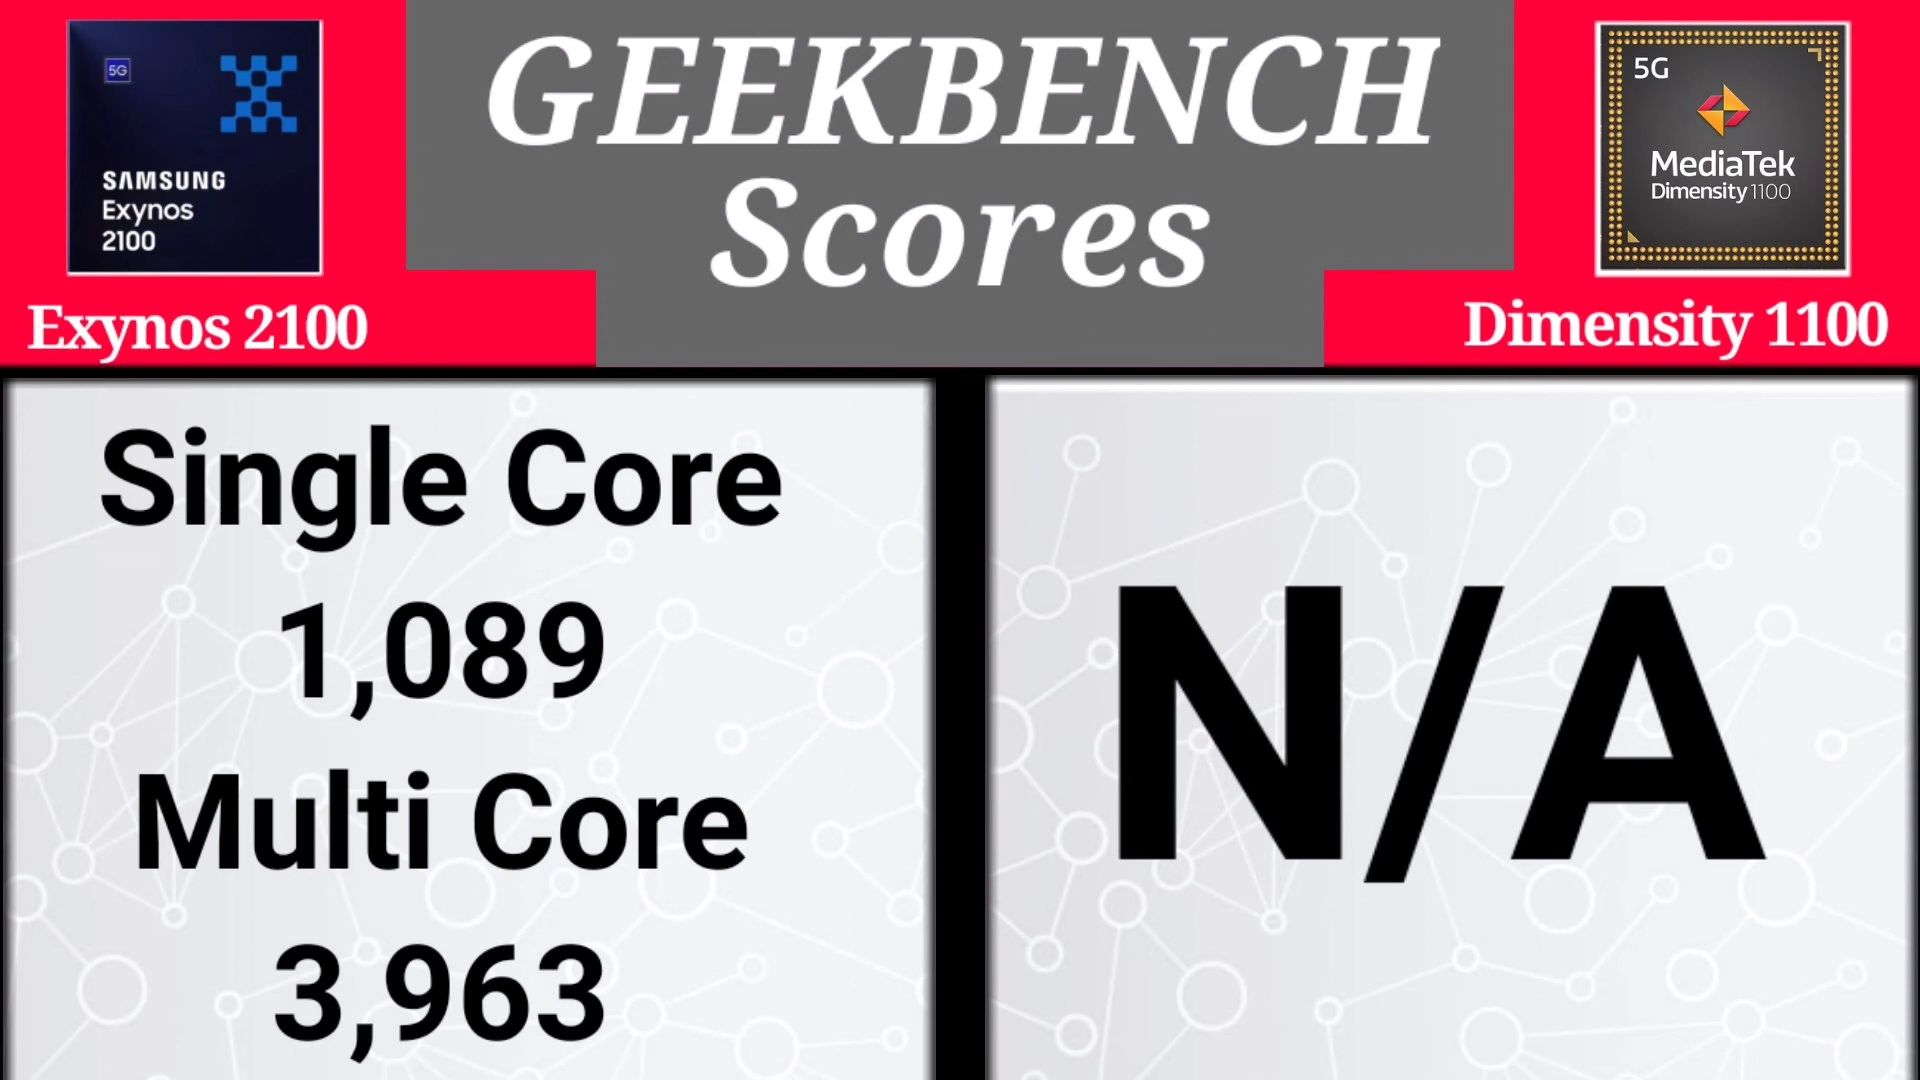 5G
SAMSUNG
Exynos
2100
Exynos 2100
GEEKBENCH
Scores
5G
MediaTek
Dimensity 1100
Dimensity 1100
Single Core
1,089
Multi Core
3,963
N/A